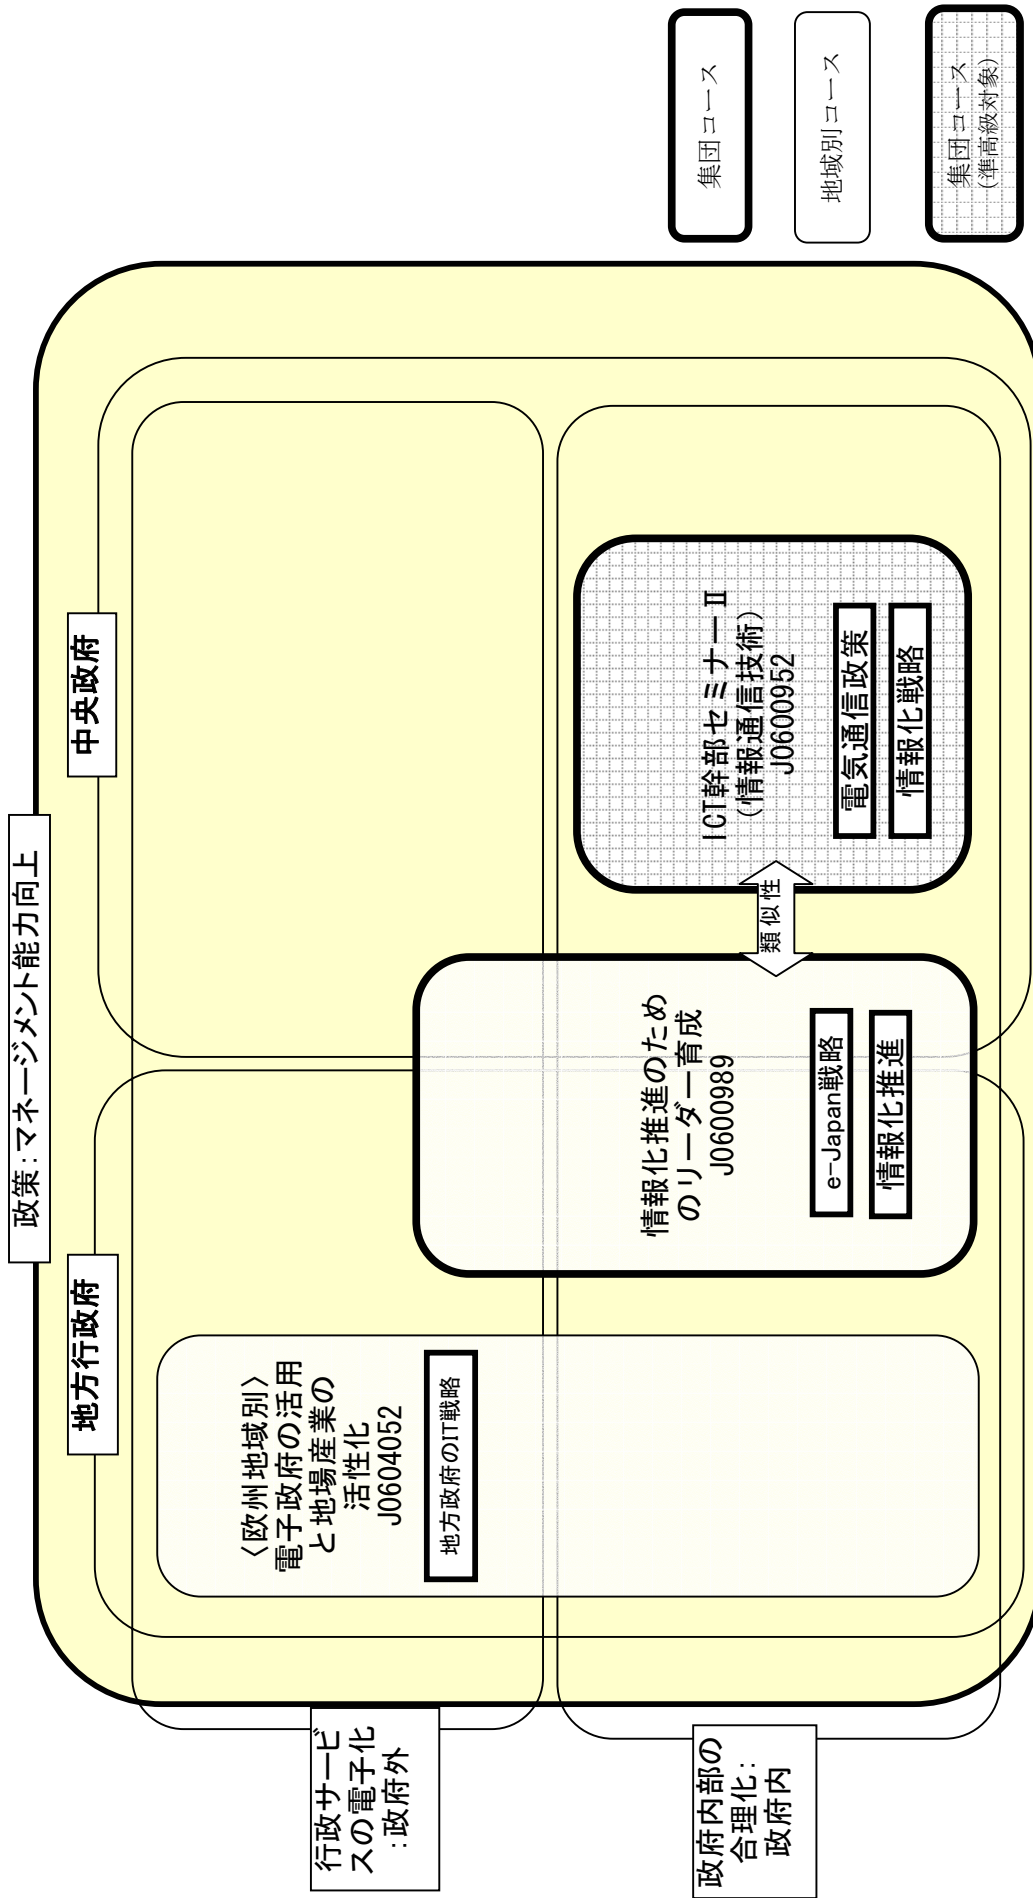 政策：マネージメント能力向上
地方行政府
中央政府
行政サービ
スの電子化
：政府外
政府内部の
合理化：
政府内
〈欧州地域別〉
電子政府の活用
と地場産業の
活性化
J0604052
地方政府のIT戦略
情報化推進のため
のリーダー育成
J0600989
e-Japan戦略
情報化推進
類似性
ICT幹部セミナーⅡ
（情報通信技術）
J0600952
電気通信政策
情報化戦略
集団コース
地域別コース
集団コース
（準高級対象）